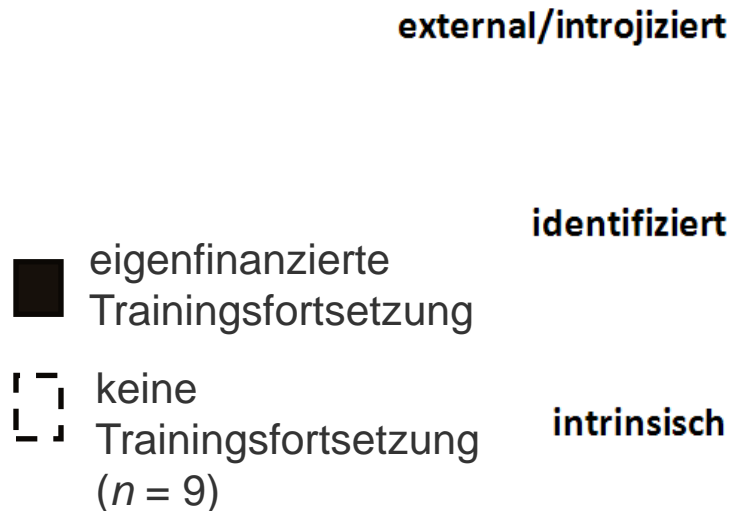 external/introjiziert
identifiziert
eigenfinanzierte
Trainingsfortsetzung
keine
Trainingsfortsetzung
(n = 9)
intrinsisch